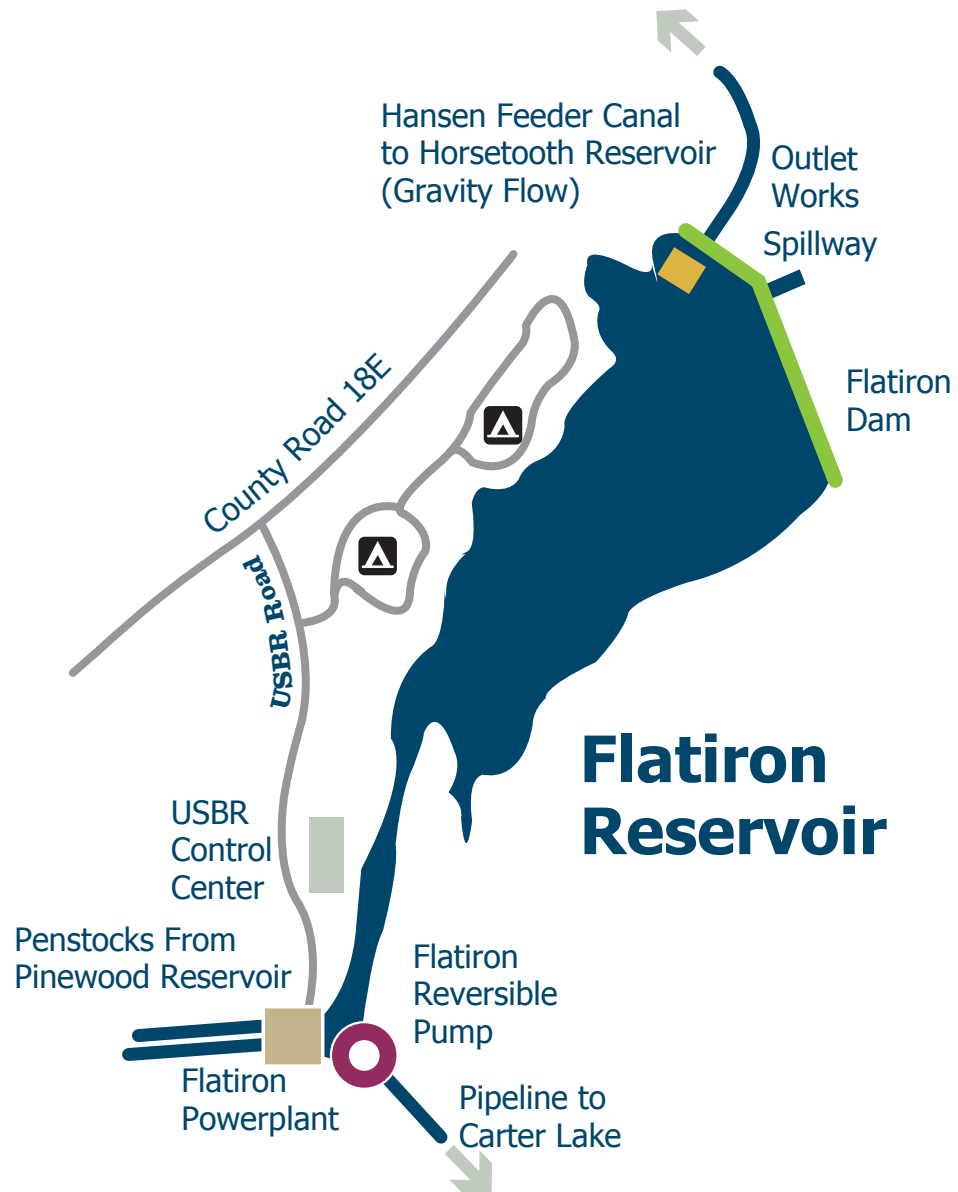 Hansen Feeder Canal
to Horsetooth Reservoir
(Gravity Flow)
Outlet
Works
Spillway
Flatiron
Dam
County Road 18E
USBR Road
Flatiron
Reservoir
USBR
Control
Center
Penstocks From
Pinewood Reservoir
Flatiron
Reversible
Pump
Flatiron
Powerplant
Pipeline to
Carter Lake